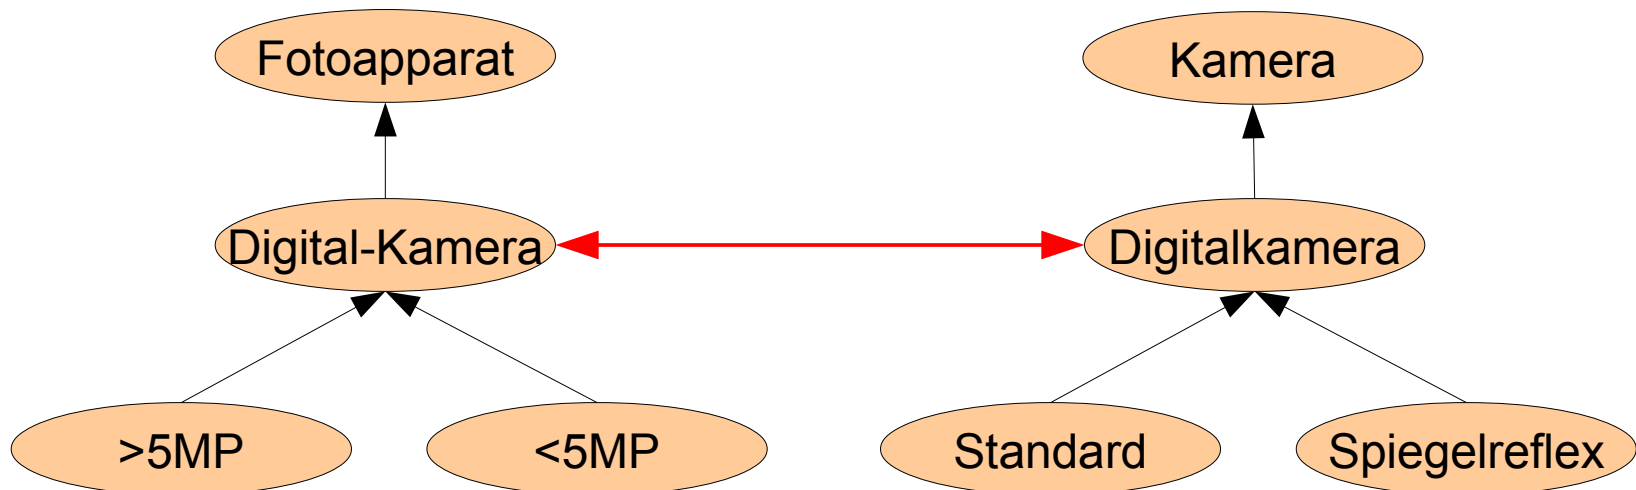 Fotoapparat
Kamera
Digital-Kamera
Digitalkamera
>5MP
<5MP
Standard
Spiegelreflex